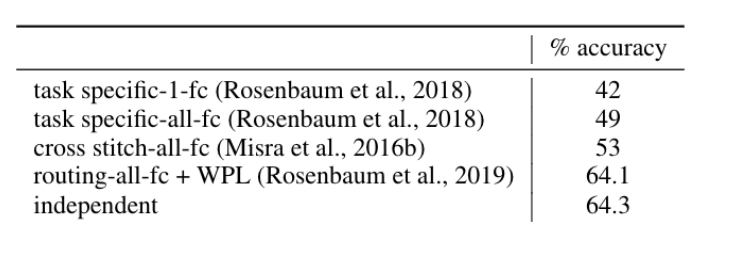 % accuracy
task specific-1-fc (Rosenbaum et al., 2018) 42
task specific-all-fc (Rosenbaum et al., 2018) 49
cross stitch-all-fc (Misra et al., 2016b) 53
routing-all-fc + WPL (Rosenbaum et al., 2019) 64.1
independent 64.3